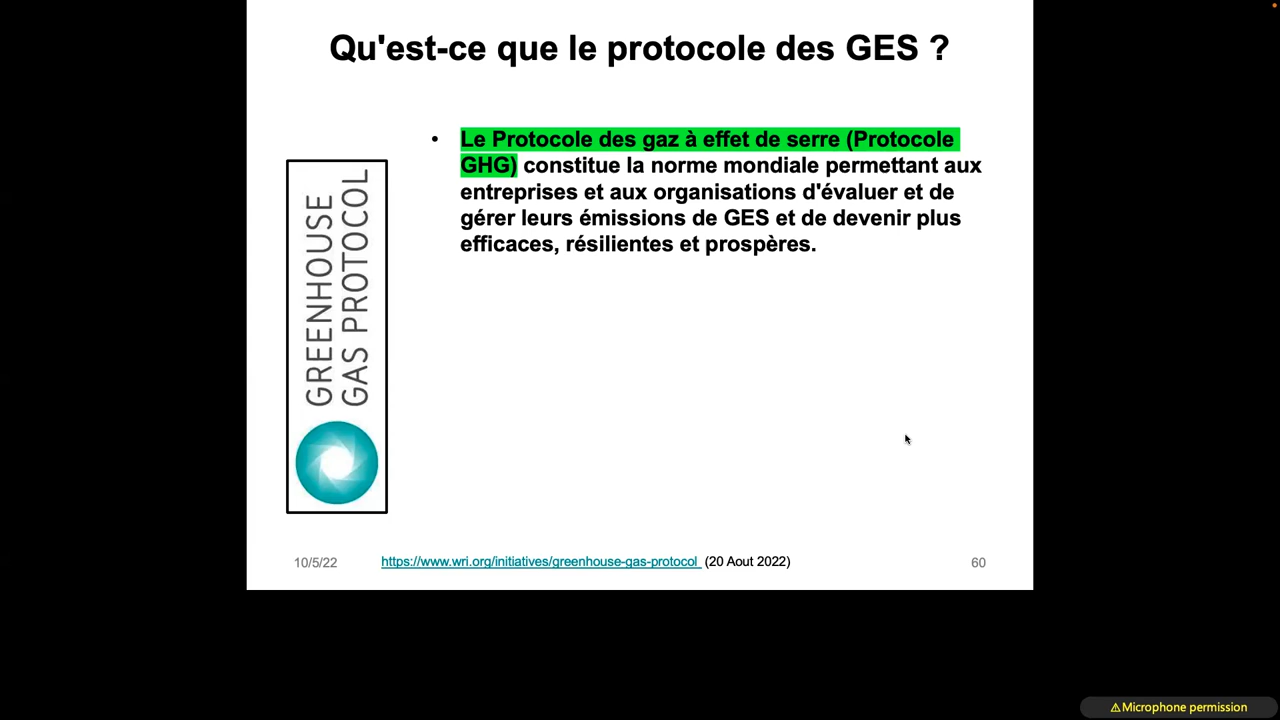 Qu'est-ce que le protocole des GES ?
• Le Protocole des gaz à effet de serre (Protocole
GHG) constitue la norme mondiale permettant aux
entreprises et aux organisations d'évaluer et de
gérer leurs émissions de GES et de devenir plus
efficaces, résilientes et prospères.
GREENHOUSE
GAS PROTOCOL
10/5/22
https://www.wri.org/initiatives/greenhouse-gas-protocol (20 Aout 2022)
60
⚠Microphone permission